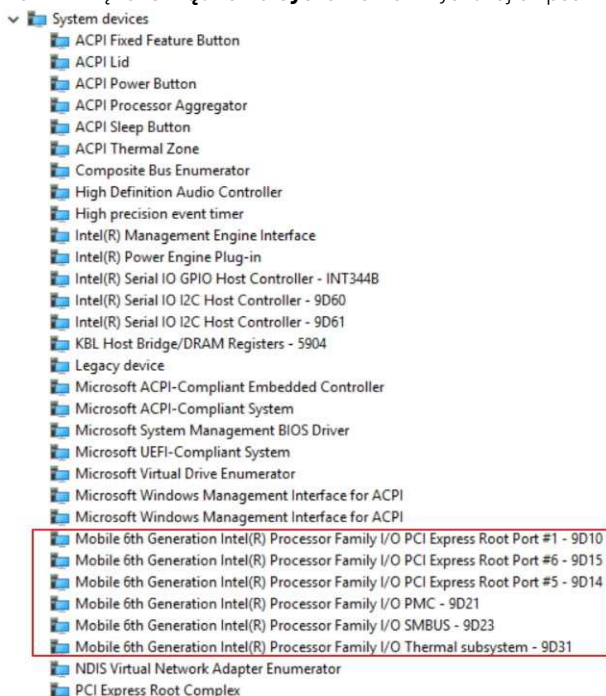 System devices
ACPI Fixed Feature Button
ACPI Lid
ACPI Power Button
ACPI Processor Aggregator
ACPI Sleep Button
ACPI Thermal Zone
Composite Bus Enumerator
High Definition Audio Controller
High precision event timer
Intel(R) Management Engine Interface
Intel(R) Power Engine Plug-in
Intel(R) Serial IO GPIO Host Controller - INT344B
Intel(R) Serial IO I2C Host Controller - 9D60
Intel(R) Serial IO I2C Host Controller - 9D61
KBL Host Bridge/DRAM Registers - 5904
Legacy device
Microsoft ACPI-Compliant Embedded Controller
Microsoft ACPI-Compliant System
Microsoft System Management BIOS Driver
Microsoft UEFI-Compliant System
Microsoft Virtual Drive Enumerator
Microsoft Windows Management Interface for ACPI
Microsoft Windows Management Interface for ACPI
Mobile 6th Generation Intel(R) Processor Family I/O PCI Express Root Port #1 - 9D10
Mobile 6th Generation Intel(R) Processor Family I/O PCI Express Root Port #6 - 9D15
Mobile 6th Generation Intel(R) Processor Family I/O PCI Express Root Port #5 - 9D14
Mobile 6th Generation Intel(R) Processor Family I/O PMC - 9D21
Mobile 6th Generation Intel(R) Processor Family I/O SMBUS - 9D23
Mobile 6th Generation Intel(R) Processor Family I/O Thermal subsystem - 9D31
NDIS Virtual Network Adapter Enumerator
PCI Express Root Complex